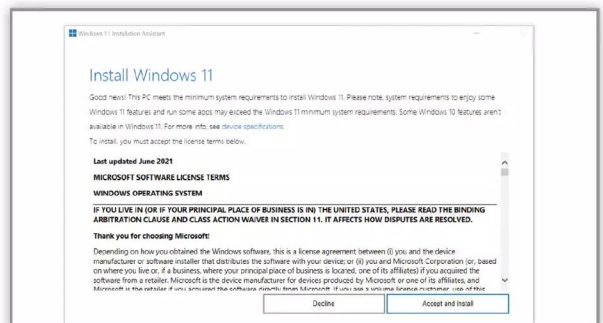 Windows 11 Installation Assistant
Install Windows 11
Good news! This PC meets the minimum system requirements to install Windows 11. Please note, system requirements to enjoy some
Windows 11 features and run some apps may exceed the Windows 11 minimum system requirements. Some Windows 10 features aren't
available in Windows 11. For more info, see device specifications.
To install, you must accept the license terms below.
Last updated June 2021
MICROSOFT SOFTWARE LICENSE TERMS
WINDOWS OPERATING SYSTEM
IF YOU LIVE IN (OR IF YOUR PRINCIPAL PLACE OF BUSINESS IS IN) THE UNITED STATES, PLEASE READ THE BINDING
ARBITRATION CLAUSE AND CLASS ACTION WAIVER IN SECTION 11. IT AFFECTS HOW DISPUTES ARE RESOLVED.
Thank you for choosing Microsoft!
Depending on how you obtained the Windows software, this is a license agreement between (i) you and the device
manufacturer or software installer that distributes the software with your device; or (ii) you and Microsoft Corporation (or, based
on where you live or, if a business, where your principal place of business is located, one of its affiliates) if you acquired the
software from a retailer. Microsoft is the device manufacturer for devices produced by Microsoft or one of its affiliates, and
Microsoft is the retailer if you acquired the software directly from Microsoft. If you are a volume license customer, use of this
Decline
Accept and install